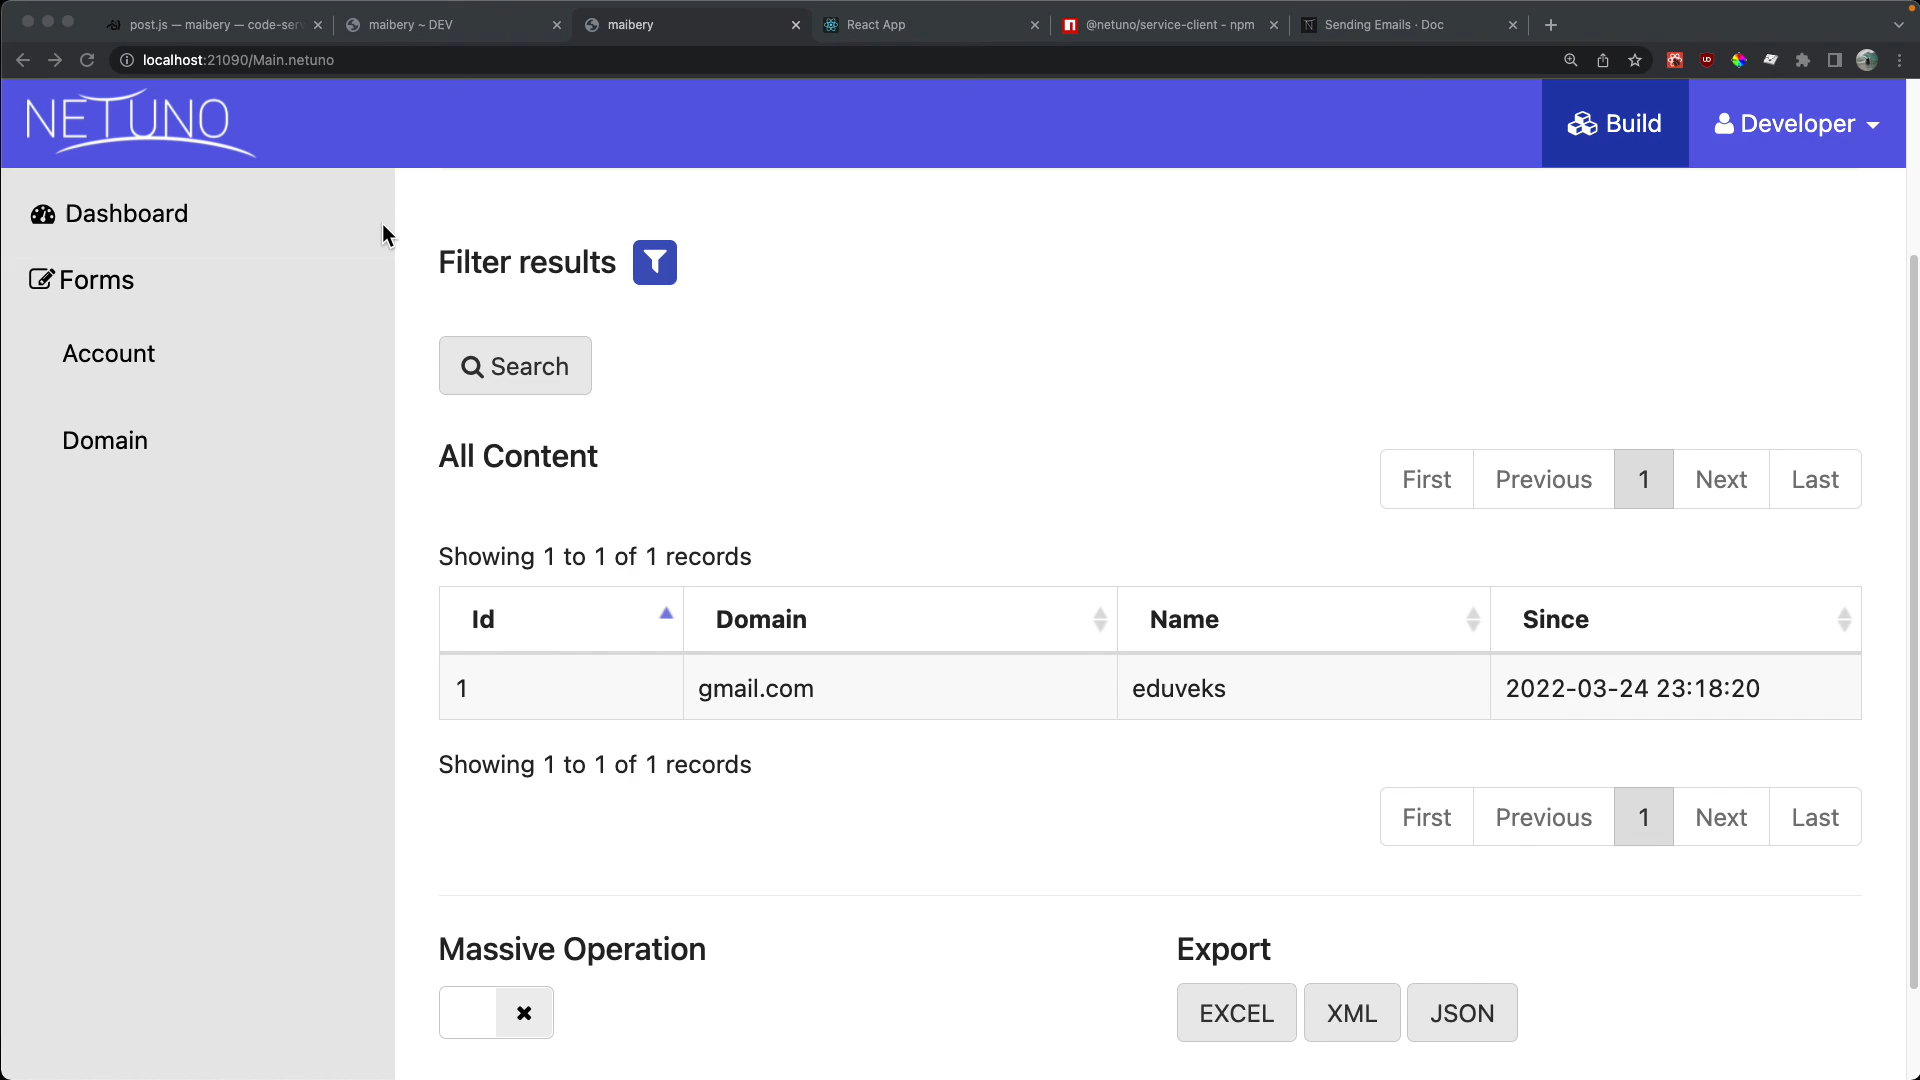 post.js — maibery — code-serv
maibery ~ DEV
maibery
React App
@netuno/service-client - npm
Sending Emails · Doc
localhost:21090/Main.netuno
NETUNO
Build
Developer
Dashboard
Forms
Account
Domain
Filter results
Search
All Content
First Previous 1 Next Last
Showing 1 to 1 of 1 records
Id Domain Name Since
1 gmail.com eduveks 2022-03-24 23:18:20
Showing 1 to 1 of 1 records
First Previous 1 Next Last
Massive Operation
Export
EXCEL XML JSON